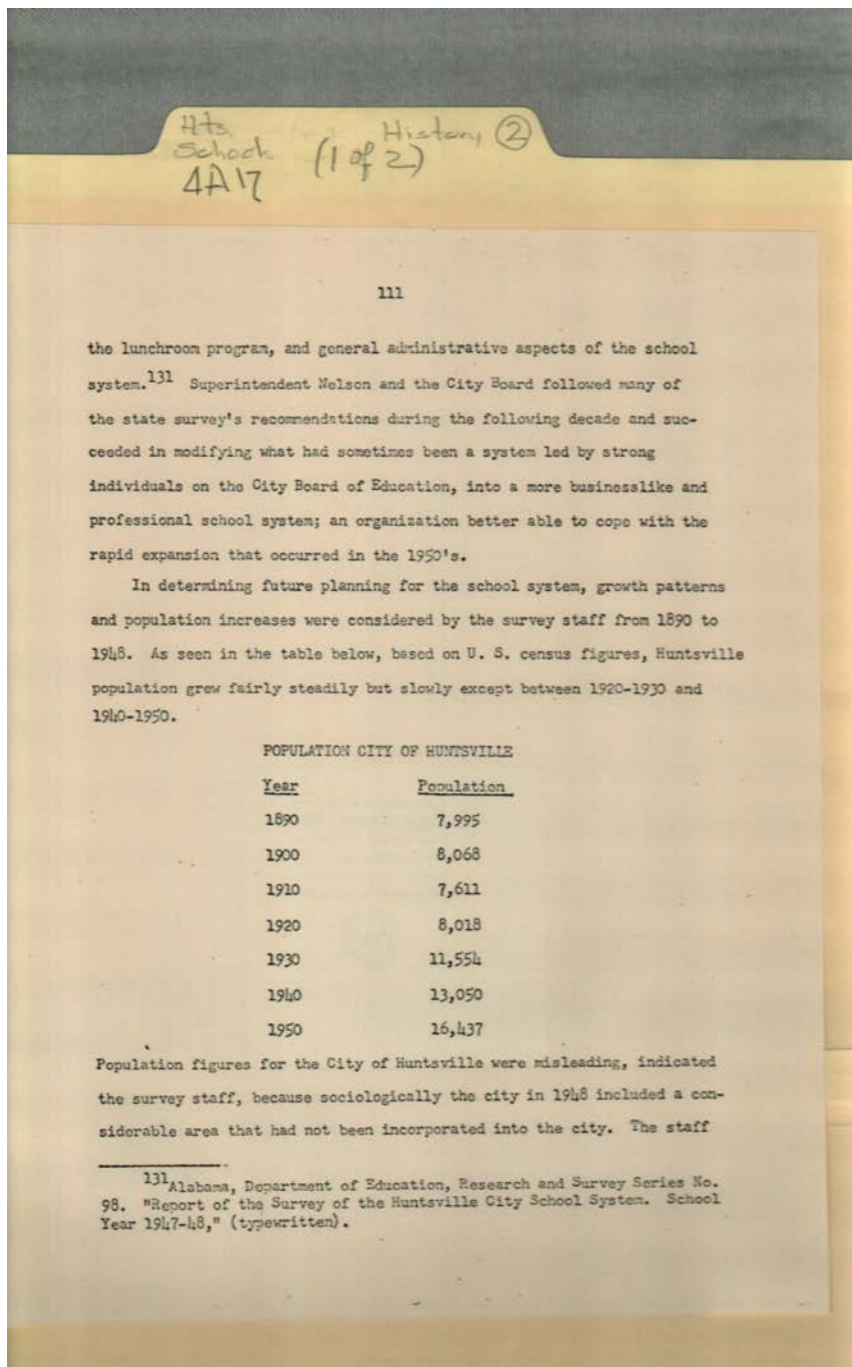 Hts. History ②
School (1 of 2)
4A17
111
the lunchroom program, and general administrative aspects of the school
system.131 Superintendent Nelson and the City Board followed many of
the state survey's recommendations during the following decade and suc-
ceeded in modifying what had sometimes been a system led by strong
individuals on the City Board of Education, into a more businesslike and
professional school system; an organization better able to cope with the
rapid expansion that occurred in the 1950's.
In determining future planning for the school system, growth patterns
and population increases were considered by the survey staff from 1890 to
1948. As seen in the table below, based on U. S. census figures, Huntsville
population grew fairly steadily but slowly except between 1920-1930 and
1940-1950.
POPULATION CITY OF HUNTSVILLE
Year Population
1890 7,995
1900 8,068
1910 7,611
1920 8,018
1930 11,554
1940 13,050
1950 16,437
Population figures for the City of Huntsville were misleading, indicated
the survey staff, because sociologically the city in 1948 included a con-
siderable area that had not been incorporated into the city. The staff
131Alabama, Department of Education, Research and Survey Series No.
98. "Report of the Survey of the Huntsville City School System. School
Year 1947-48," (typewritten).